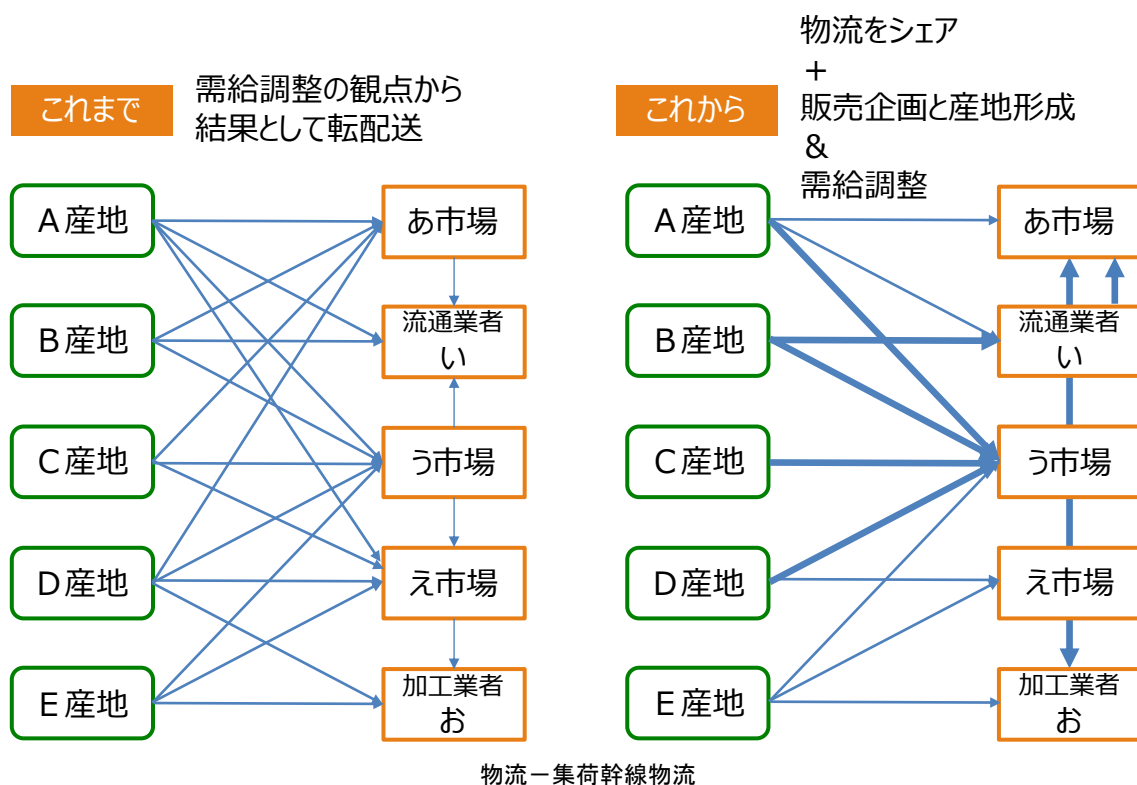 これまで
需給調整の観点から
結果として転配送
A産地
B産地
C産地
D産地
E産地
あ市場
流通業者
い
う市場
え市場
加工業者
お
これから
物流をシェア
+
販売企画と産地形成
&
需給調整
A産地
B産地
C産地
D産地
E産地
あ市場
流通業者
い
う市場
え市場
加工業者
お
物流－集荷幹線物流